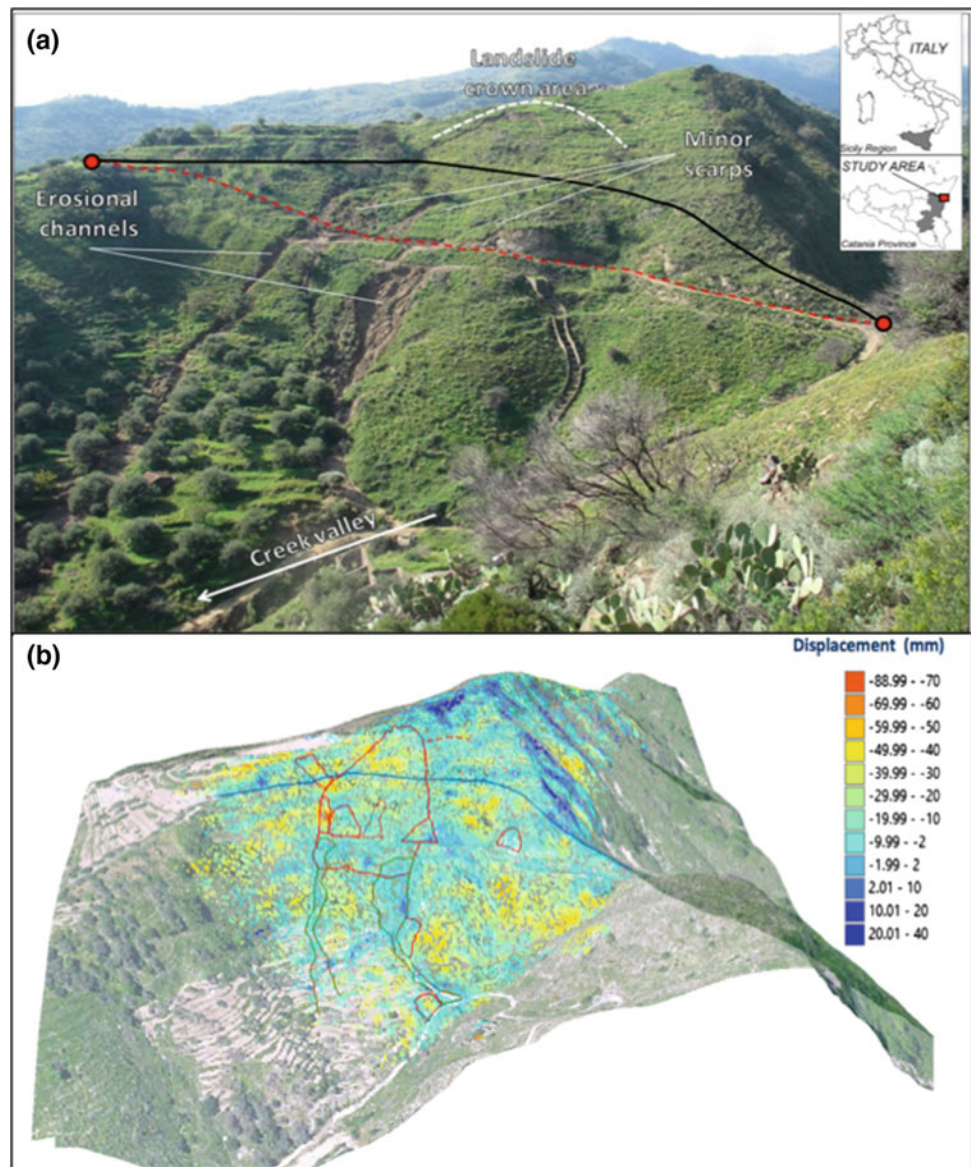 (a)
Landslide
crown area
Minor
scarps
Erosional
channels
Creek valley
ITALY
Sicily Region
STUDY AREA
Catania Province
(b)
Displacement (mm)
-88.99 - -70
-69.99 - -60
-59.99 - -50
-49.99 - -40
-39.99 - -30
-29.99 - -20
-19.99 - -10
-9.99 - -2
-1.99 - 2
2.01 - 10
10.01 - 20
20.01 - 40